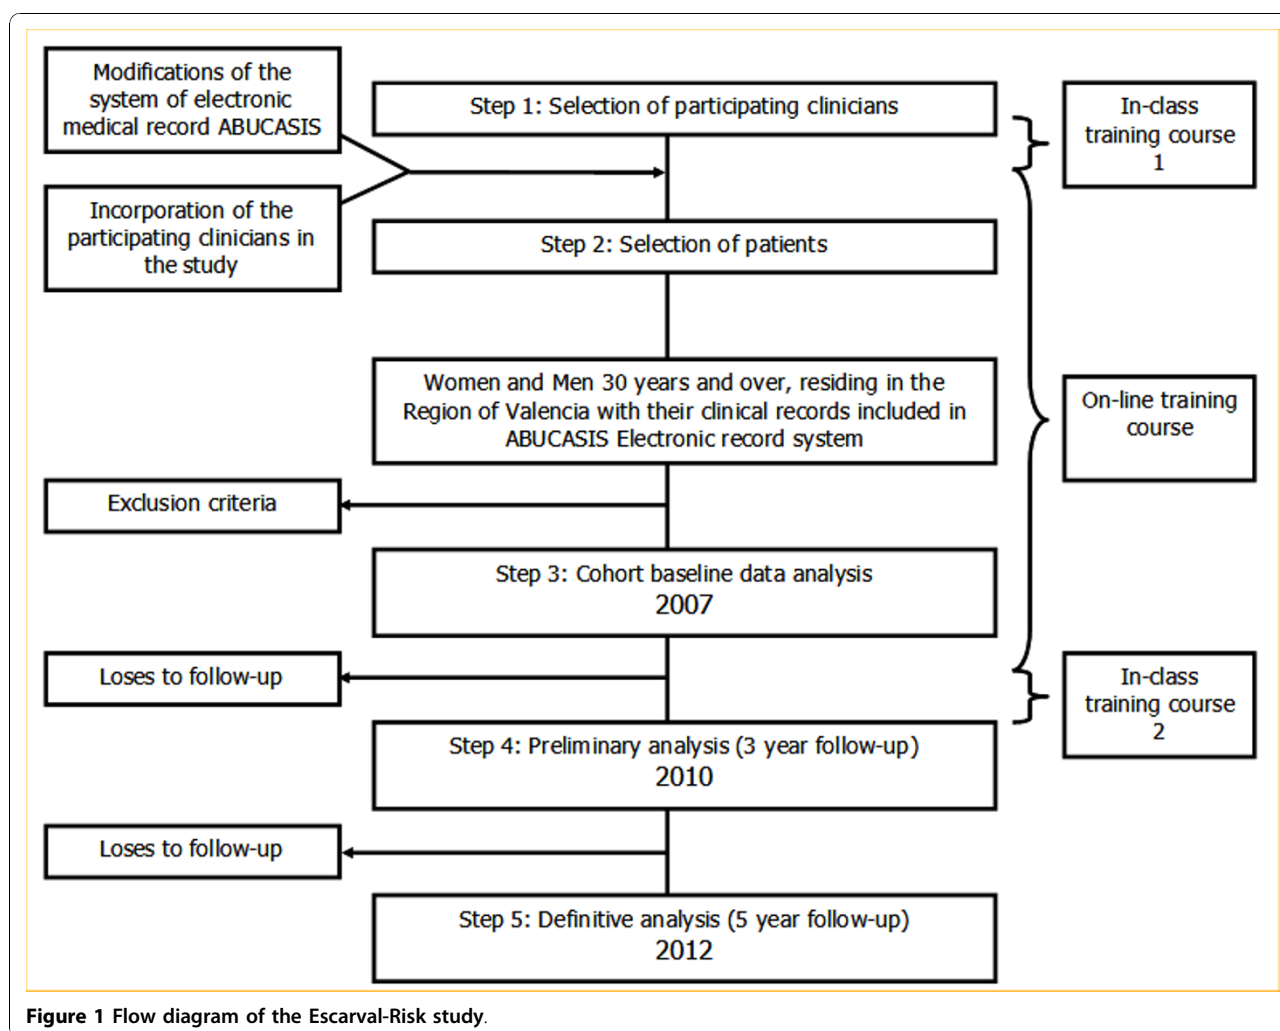 Modifications of the
system of electronic
medical record ABUCASIS
Incorporation of the
participating clinicians in
the study
Step 1: Selection of participating clinicians
In-class
training course
1
Step 2: Selection of patients
Women and Men 30 years and over, residing in the
Region of Valencia with their clinical records included in
ABUCASIS Electronic record system
On-line training
course
Exclusion criteria
Step 3: Cohort baseline data analysis
2007
Loses to follow-up
In-class
training course
2
Step 4: Preliminary analysis (3 year follow-up)
2010
Loses to follow-up
Step 5: Definitive analysis (5 year follow-up)
2012
Figure 1 Flow diagram of the Escarval-Risk study.